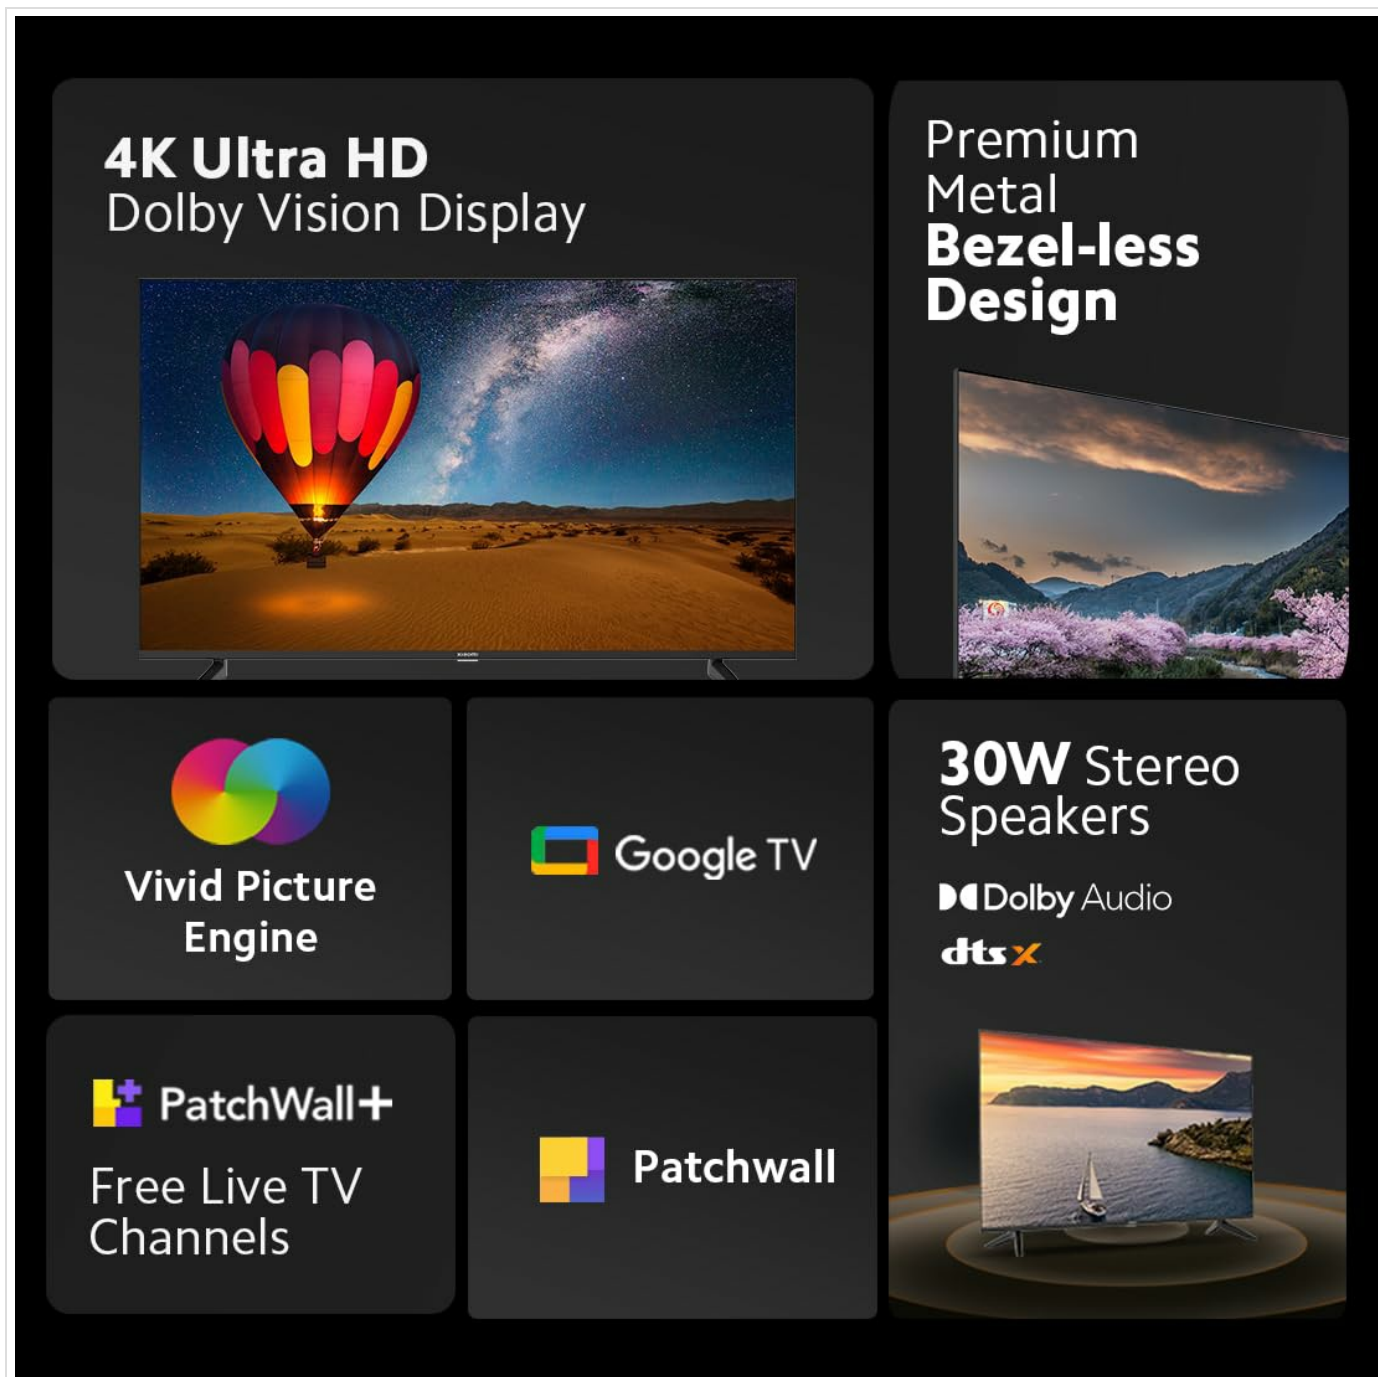 4K Ultra HD
Dolby Vision Display
XIAOMI
Premium
Metal
Bezel-less
Design
Vivid Picture
Engine
Google TV
30W Stereo
Speakers
Dolby Audio
dts X
PatchWall+
Free Live TV
Channels
Patchwall